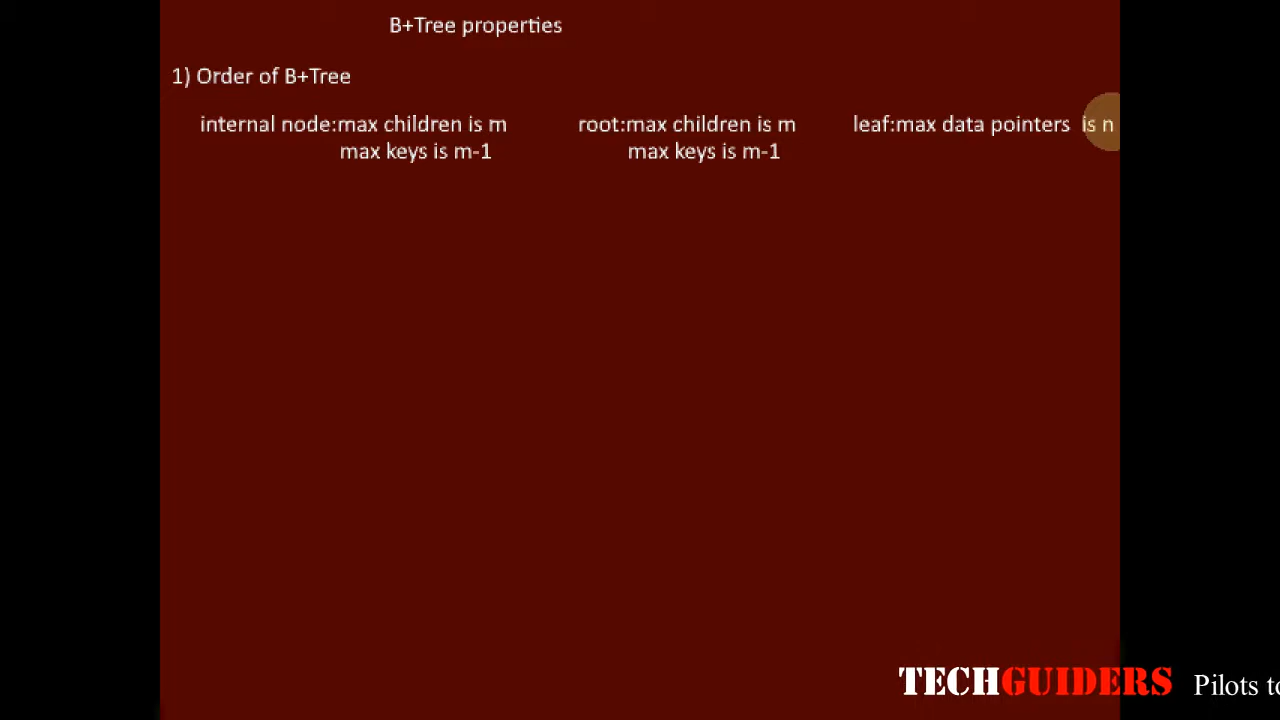 B+Tree properties
1) Order of B+Tree
internal node:max children is m root:max children is m leaf:max data pointers is n
max keys is m-1 max keys is m-1
TECHGUIDERS Pilots to